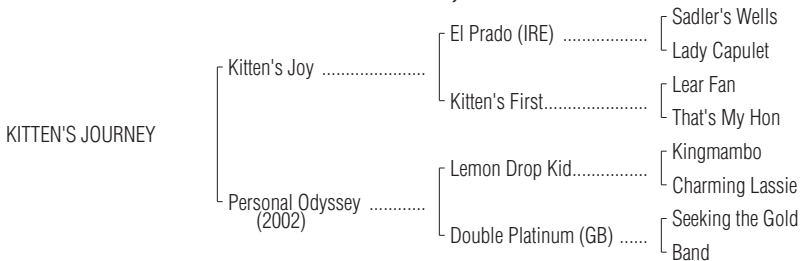 Sadler's Wells
El Prado (IRE) ..................
Lady Capulet
Kitten's Joy ......................
Lear Fan
Kitten's First......................
That's My Hon
KITTEN'S JOURNEY
Kingmambo
Lemon Drop Kid................
Charming Lassie
Personal Odyssey ............
(2002)
Seeking the Gold
Double Platinum (GB) ......
Band